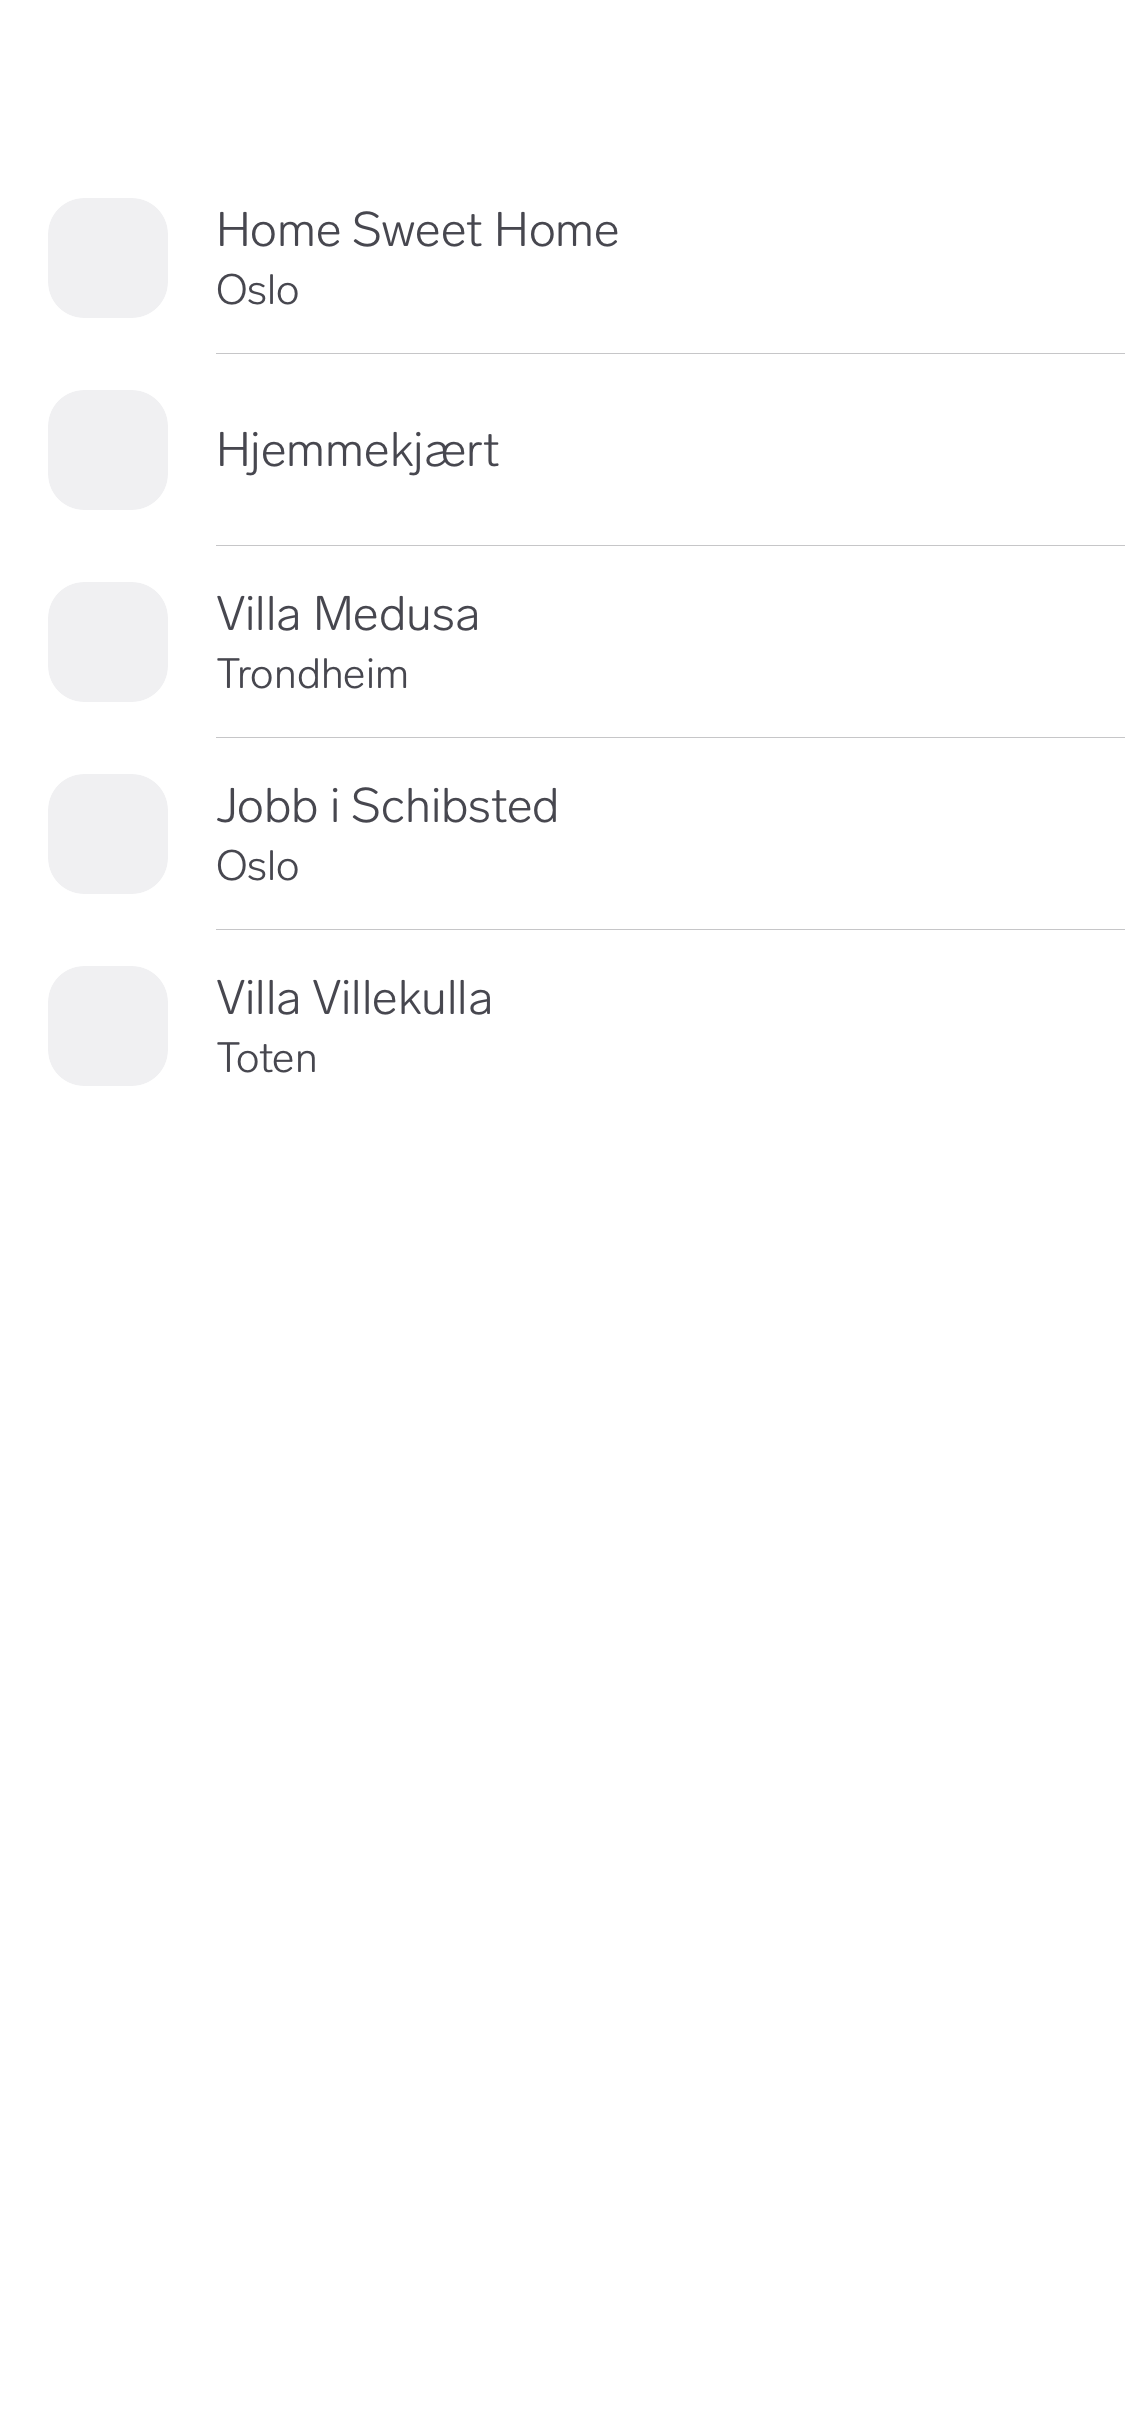 Home Sweet Home
Oslo
Hjemmekjært
Villa Medusa
Trondheim
Jobb i Schibsted
Oslo
Villa Villekulla
Toten